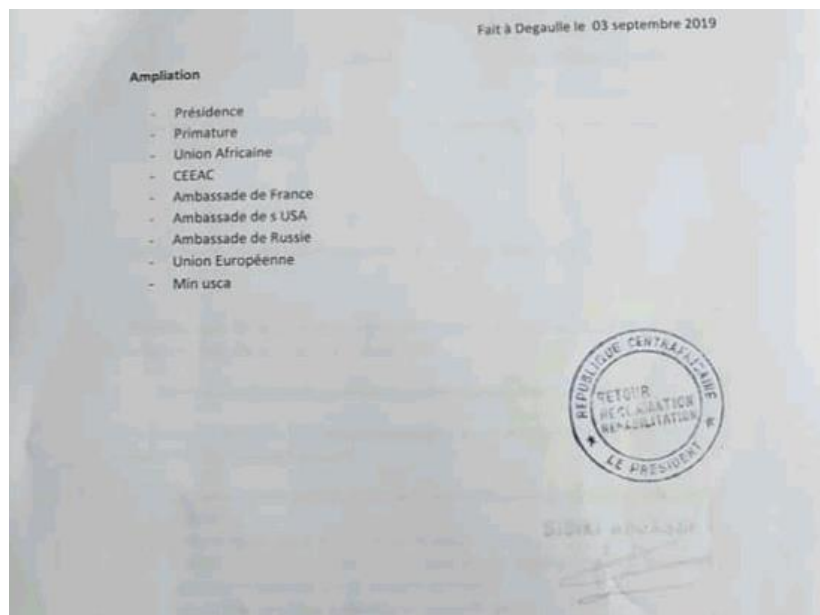 Fait à Degaulle le 03 septembre 2019
Ampliation
- Présidence
- Primature
- Union Africaine
- CEEAC
- Ambassade de France
- Ambassade de s USA
- Ambassade de Russie
- Union Européenne
- Min usca
REPUBLIQUE CENTRAFRICAINE
RETOUR
RECLAMATION
REHABILITATION
* LE PRESIDENT *